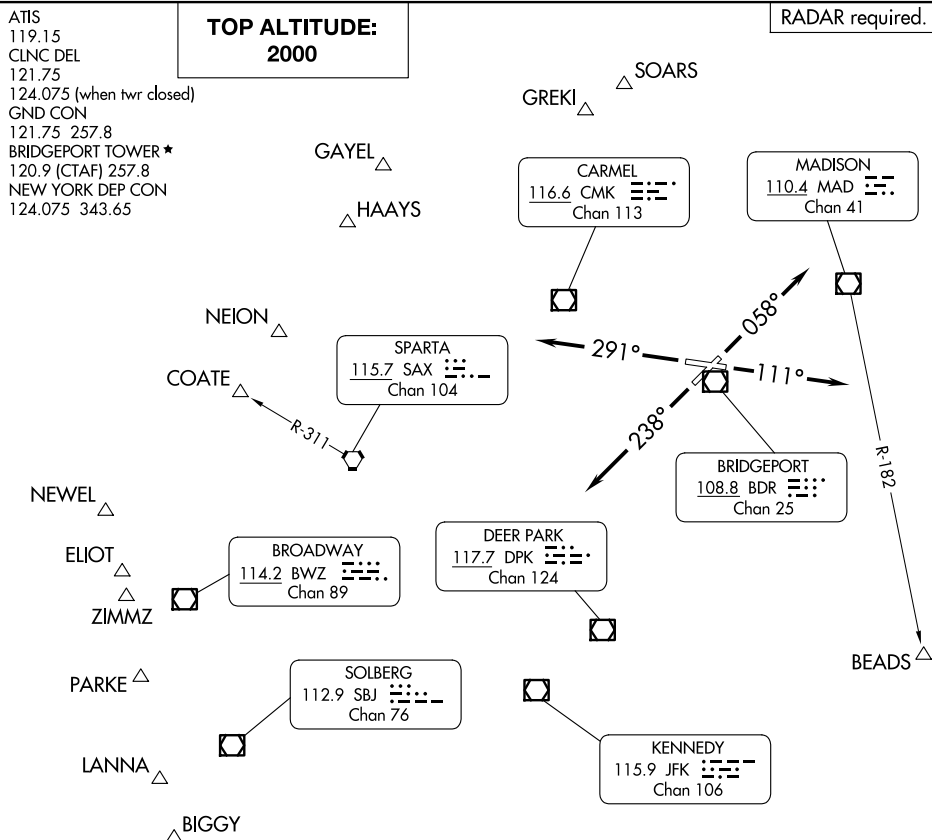 ATIS
119.15
CLNC DEL
121.75
124.075 (when twr closed)
GND CON
121.75 257.8
BRIDGEPORT TOWER ★
120.9 (CTAF) 257.8
NEW YORK DEP CON
124.075 343.65
TOP ALTITUDE:
2000
RADAR required.
SOARS
GREKI
GAYEL
HAAYS
CARMEL
116.6 CMK
Chan 113
MADISON
110.4 MAD
Chan 41
NEION
COATE
R-311
SPARTA
115.7 SAX
Chan 104
291°
058°
111°
238°
R-182
BRIDGEPORT
108.8 BDR
Chan 25
NEWEL
ELIOT
ZIMMZ
BROADWAY
114.2 BWZ
Chan 89
DEER PARK
117.7 DPK
Chan 124
BEADS
PARKE
SOLBERG
112.9 SBJ
Chan 76
KENNEDY
115.9 JFK
Chan 106
LANNA
BIGGY